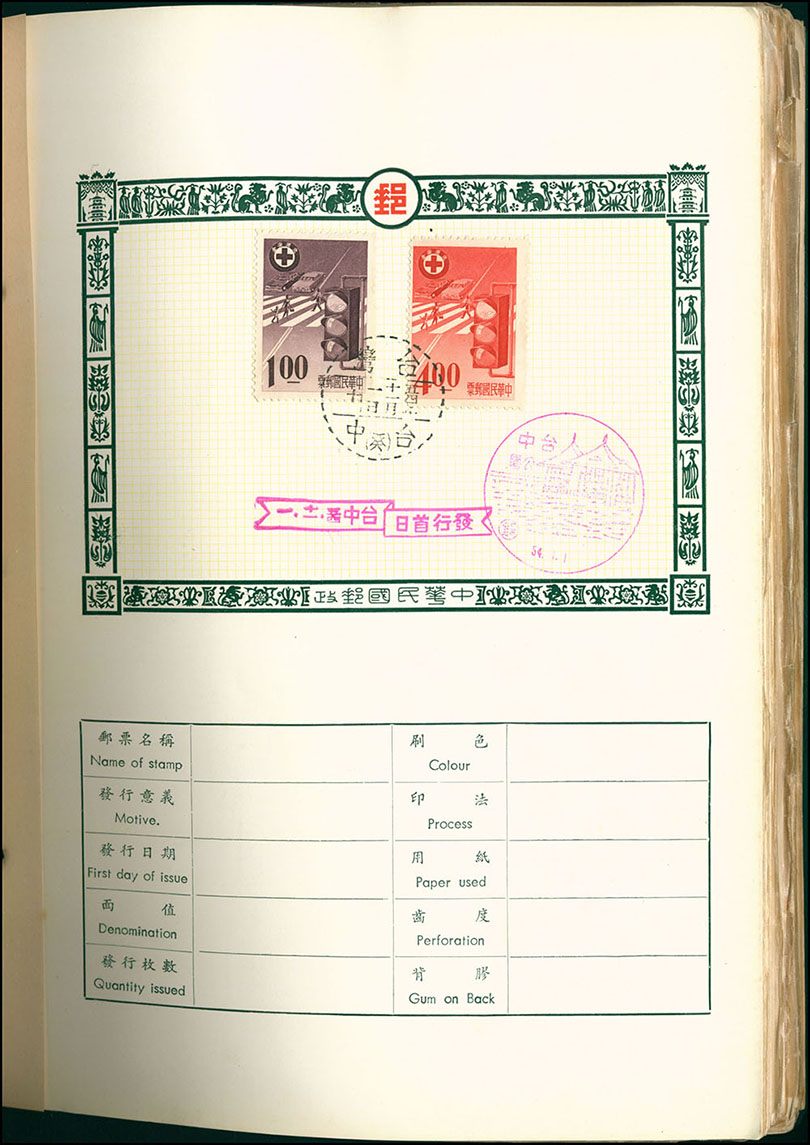 郵
1.00
中華民國郵票
4.00
中華民國郵票
台灣
台中
台中
54.
發行首日
台中
中華民國郵政
郵票名稱
Name of stamp
刷 色
Colour
發行意義
Motive.
印 法
Process
發行日期
First day of issue
用 紙
Paper used
面 值
Denomination
齒 度
Perforation
發行枚數
Quantity issued
背 膠
Gum on Back